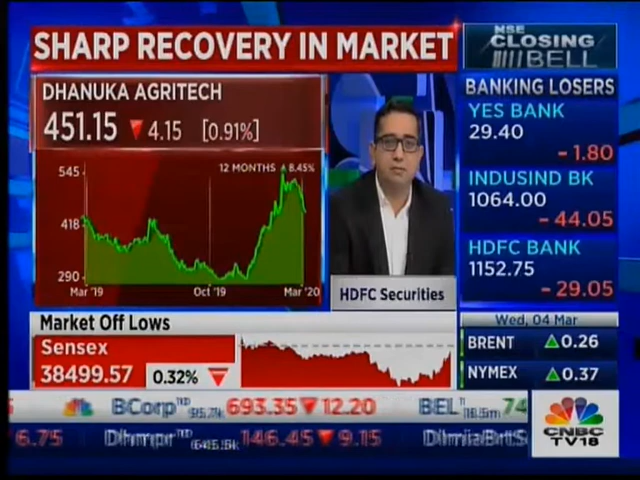 SHARP RECOVERY IN MARKET
NSE
CLOSING
BELL
DHANUKA AGRITECH
451.15 ▼ 4.15 [0.91%]
12 MONTHS ▲ 8.45%
545
418
290
Mar '19 Oct '19 Mar '20
HDFC Securities
BANKING LOSERS
YES BANK
29.40
- 1.80
INDUSIND BK
1064.00
- 44.05
HDFC BANK
1152.75
- 29.05
Market Off Lows
Sensex
38499.57 0.32% ▼
Wed, 04 Mar
BRENT ▲0.26
NYMEX ▲0.37
BCorp 693.35 ▼ 12.20 BEL 74
6.75 146.45 ▼ 9.15
CNBC
TV18